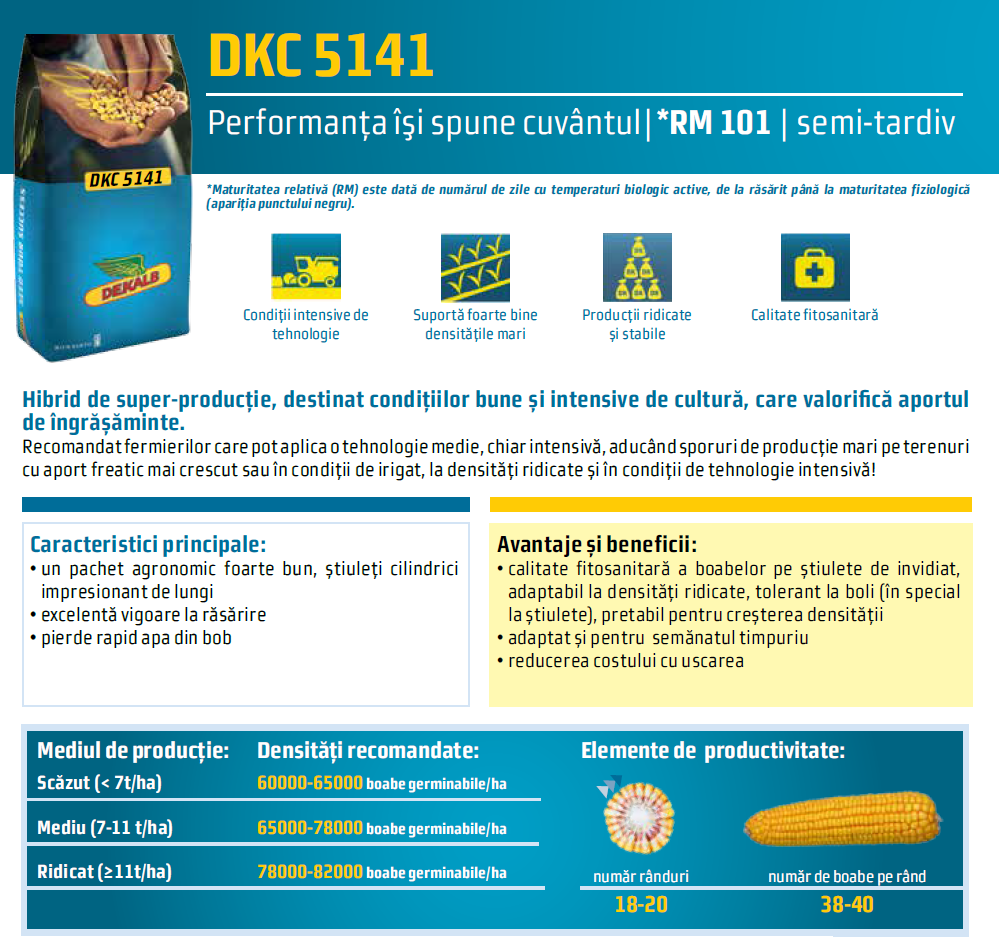 DKC 5141
Performanța îşi spune cuvântul| *RM 101 | semi-tardiv
DKC 5141
SEED YOUR SUCCESS
DEKALB
MONSANTO
*Maturitatea relativă (RM) este dată de numărul de zile cu temperaturi biologic active, de la răsărit până la maturitatea fiziologică
(apariția punctului negru).
Condiții intensive de
tehnologie
Suportă foarte bine
densitățile mari
Producții ridicate
și stabile
Calitate fitosanitară
Hibrid de super-producție, destinat condițiilor bune și intensive de cultură, care valorifică aportul
de îngrășăminte.
Recomandat fermierilor care pot aplica o tehnologie medie, chiar intensivă, aducând sporuri de producție mari pe terenuri
cu aport freatic mai crescut sau în condiții de irigat, la densități ridicate și în condiții de tehnologie intensivă!
Caracteristici principale:
• un pachet agronomic foarte bun, știuleți cilindrici
impresionant de lungi
• excelentă vigoare la răsărire
• pierde rapid apa din bob
Avantaje și beneficii:
• calitate fitosanitară a boabelor pe știulete de invidiat,
adaptabil la densități ridicate, tolerant la boli (în special
la știulete), pretabil pentru creșterea densității
• adaptat și pentru semănatul timpuriu
• reducerea costului cu uscarea
Mediul de producție: Densități recomandate: Elemente de productivitate:
Scăzut (< 7t/ha) 60000-65000 boabe germinabile/ha
Mediu (7-11 t/ha) 65000-78000 boabe germinabile/ha
Ridicat (≥11t/ha) 78000-82000 boabe germinabile/ha
număr rânduri număr de boabe pe rând
18-20 38-40